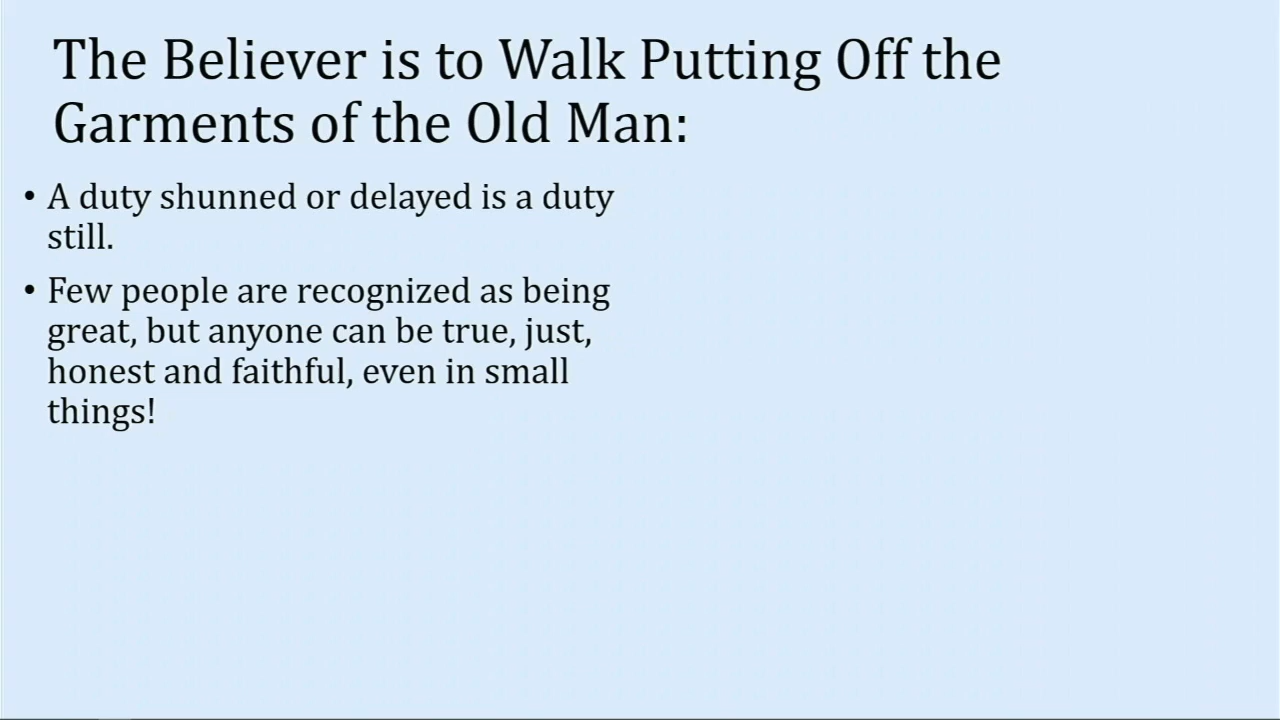 The Believer is to Walk Putting Off the
Garments of the Old Man:
• A duty shunned or delayed is a duty
still.
• Few people are recognized as being
great, but anyone can be true, just,
honest and faithful, even in small
things!